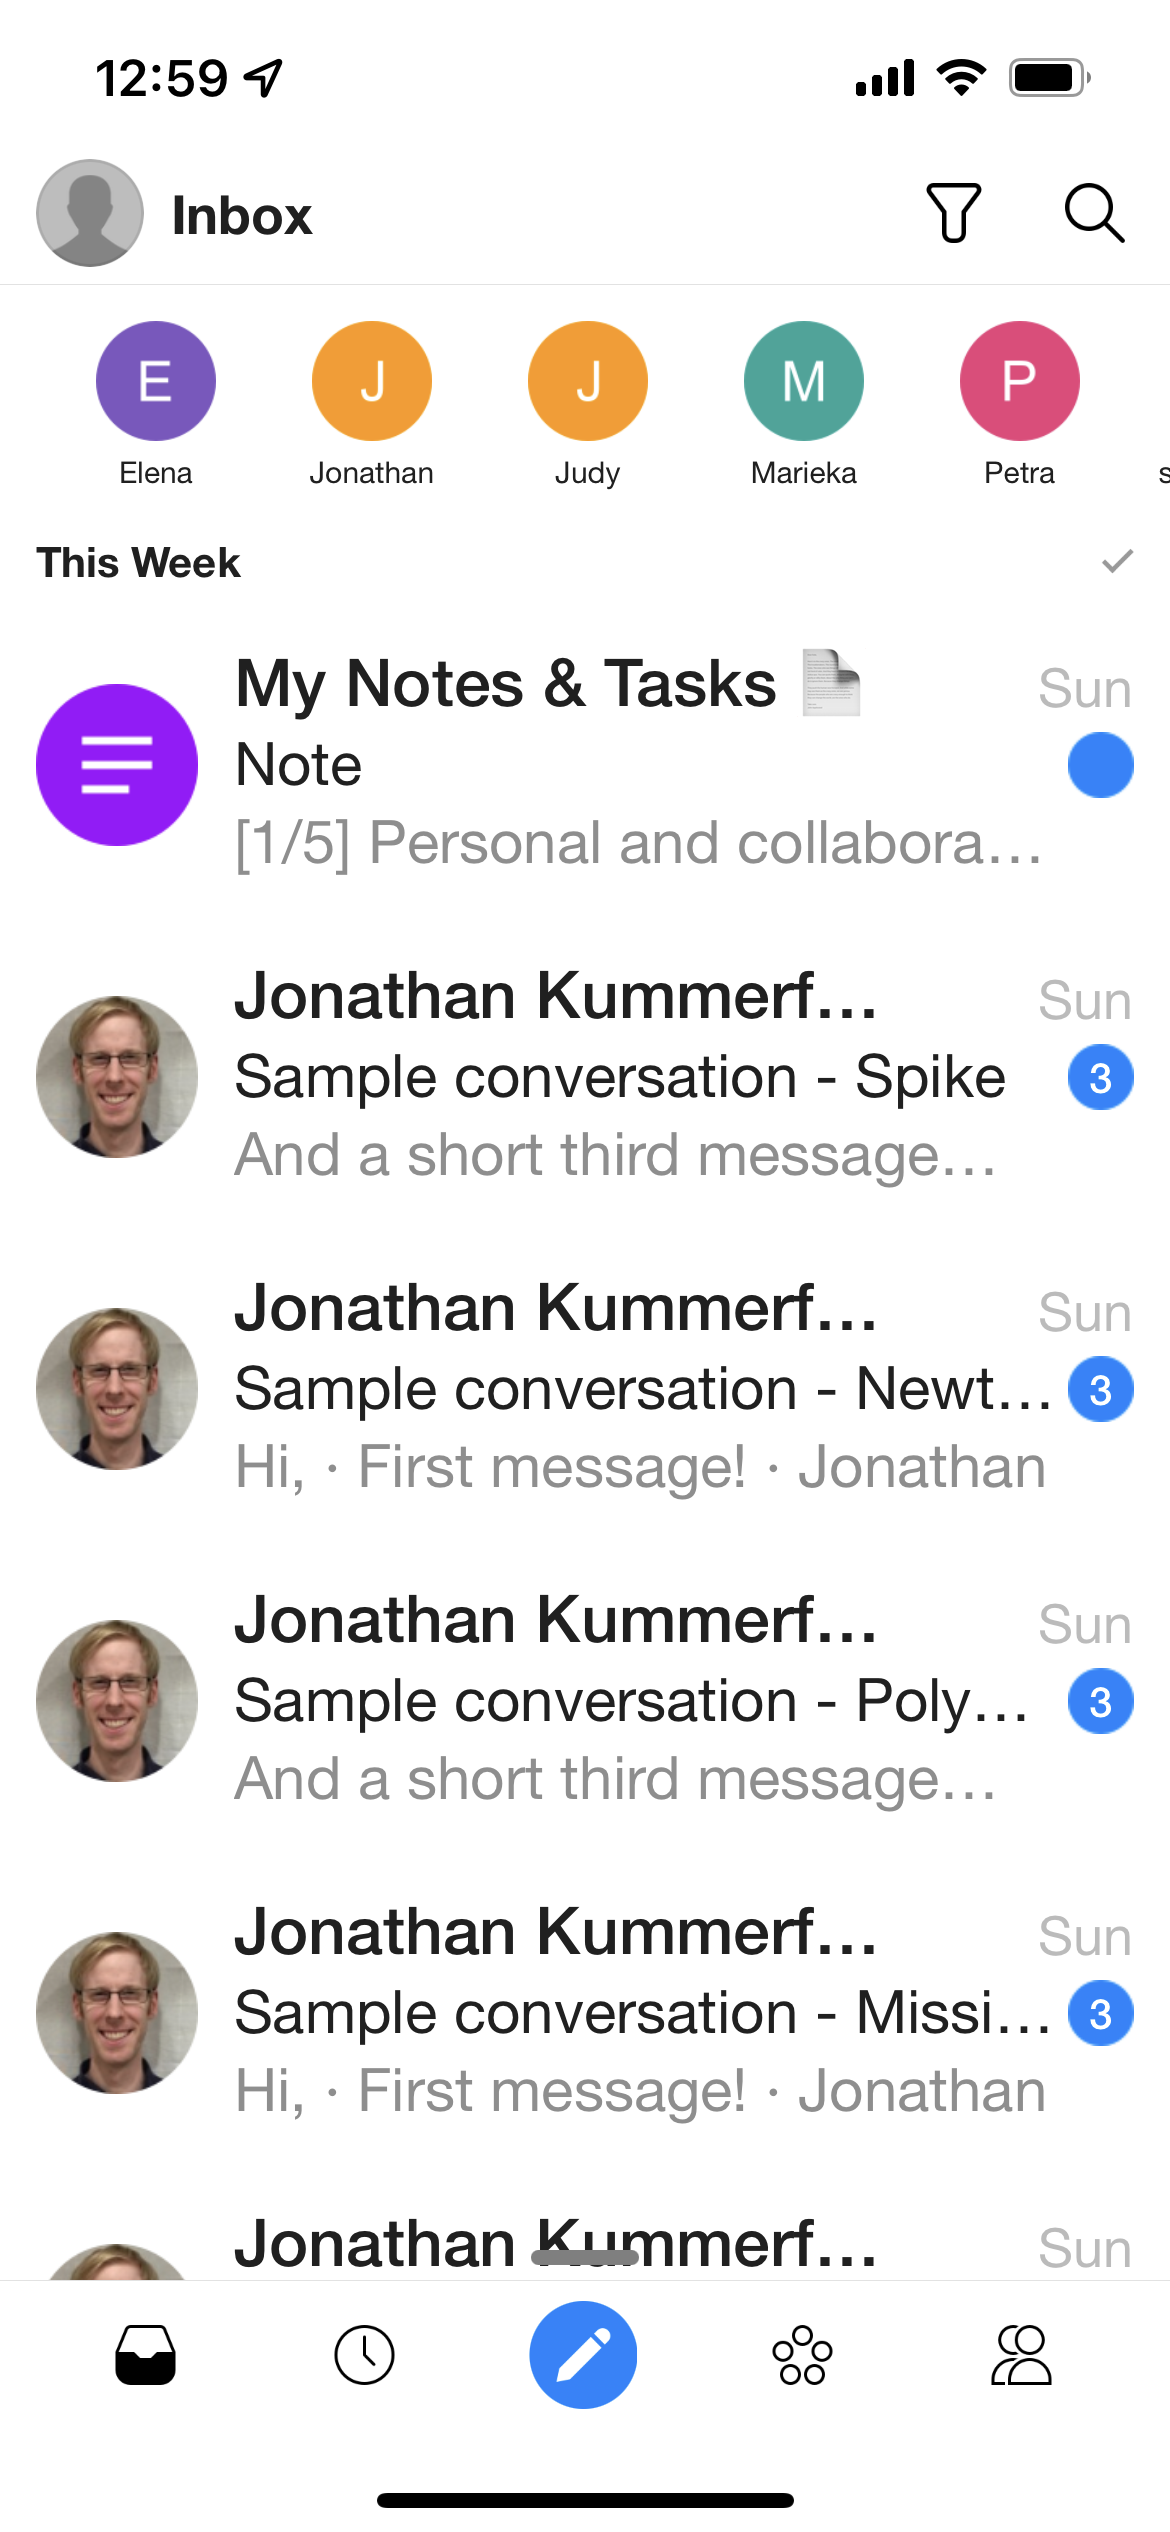 12:59
Inbox
E
J
J
M
P
Elena
Jonathan
Judy
Marieka
Petra
s
This Week
My Notes & Tasks
Sun
Note
[1/5] Personal and collabora...
Jonathan Kummerf...
Sun
Sample conversation - Spike
3
And a short third message...
Jonathan Kummerf...
Sun
Sample conversation - Newt...
3
Hi, · First message! · Jonathan
Jonathan Kummerf...
Sun
Sample conversation - Poly...
3
And a short third message...
Jonathan Kummerf...
Sun
Sample conversation - Missi...
3
Hi, · First message! · Jonathan
Jonathan Kummerf...
Sun